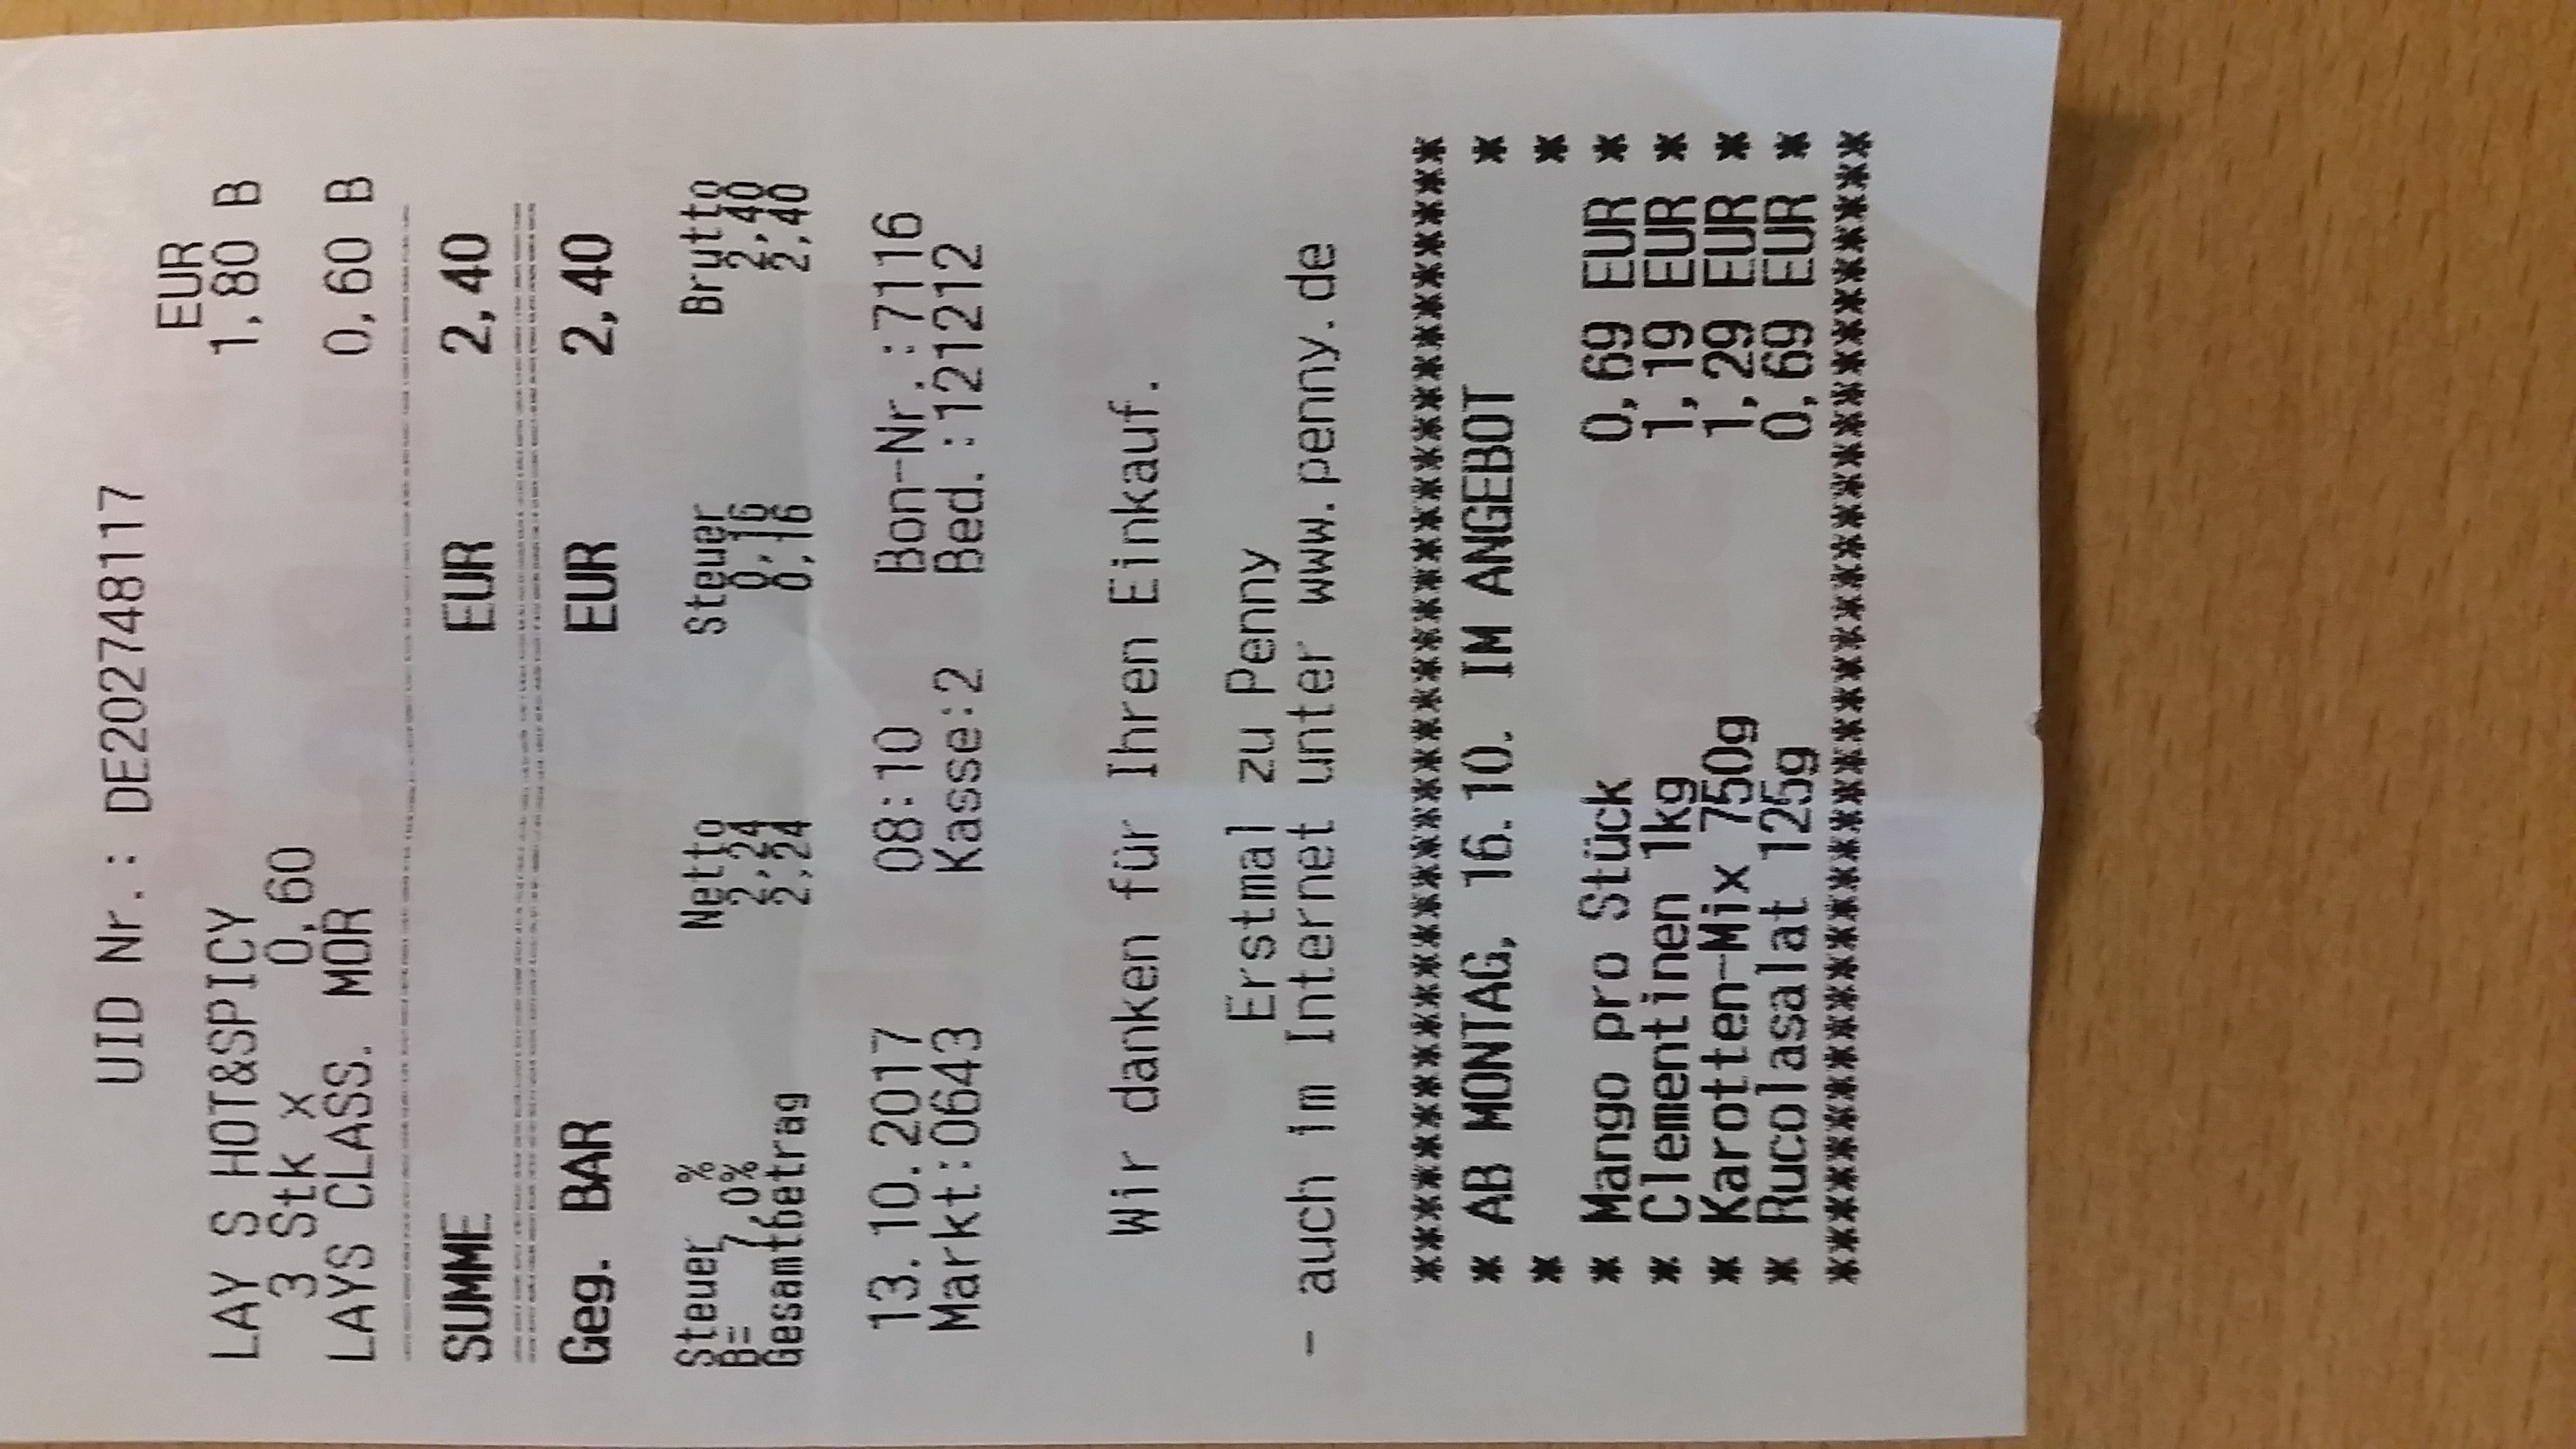 UID Nr.: DE202748117
EUR
LAY S HOT&SPICY 1,80 B
3 Stk x 0,60
LAYS CLASS. MOR 0,60 B
SUMME EUR 2,40
Geg. BAR EUR 2,40
Steuer % Netto Steuer Brutto
B= 7,0% 2,24 0,16 2,40
Gesamtbetrag 2,24 0,16 2,40
13.10.2017 08:10 Bon-Nr.:7116
Markt:0643 Kasse:2 Bed.:121212
Wir danken für Ihren Einkauf.
Erstmal zu Penny
- auch im Internet unter www.penny.de
**************************************
* AB MONTAG, 16.10. IM ANGEBOT *
* *
* Mango pro Stück 0,69 EUR *
* Clementinen 1kg 1,19 EUR *
* Karotten-Mix 750g 1,29 EUR *
* Rucolasalat 125g 0,69 EUR *
**************************************